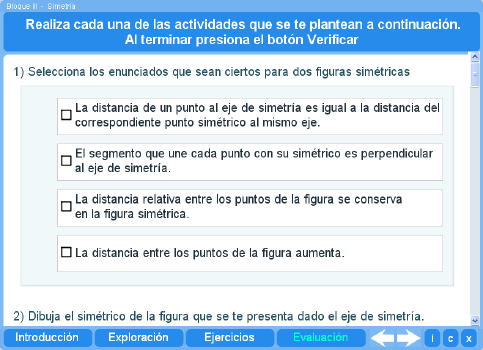 Bloque III - Simetría
Realiza cada una de las actividades que se te plantean a continuación.
Al terminar presiona el botón Verificar
1) Selecciona los enunciados que sean ciertos para dos figuras simétricas
La distancia de un punto al eje de simetría es igual a la distancia del
correspondiente punto simétrico al mismo eje.
El segmento que une cada punto con su simétrico es perpendicular
al eje de simetría.
La distancia relativa entre los puntos de la figura se conserva
en la figura simétrica.
La distancia entre los puntos de la figura aumenta.
2) Dibuja el simétrico de la figura que se te presenta dado el eje de simetría.
Introducción Exploración Ejercicios Evaluación i c x